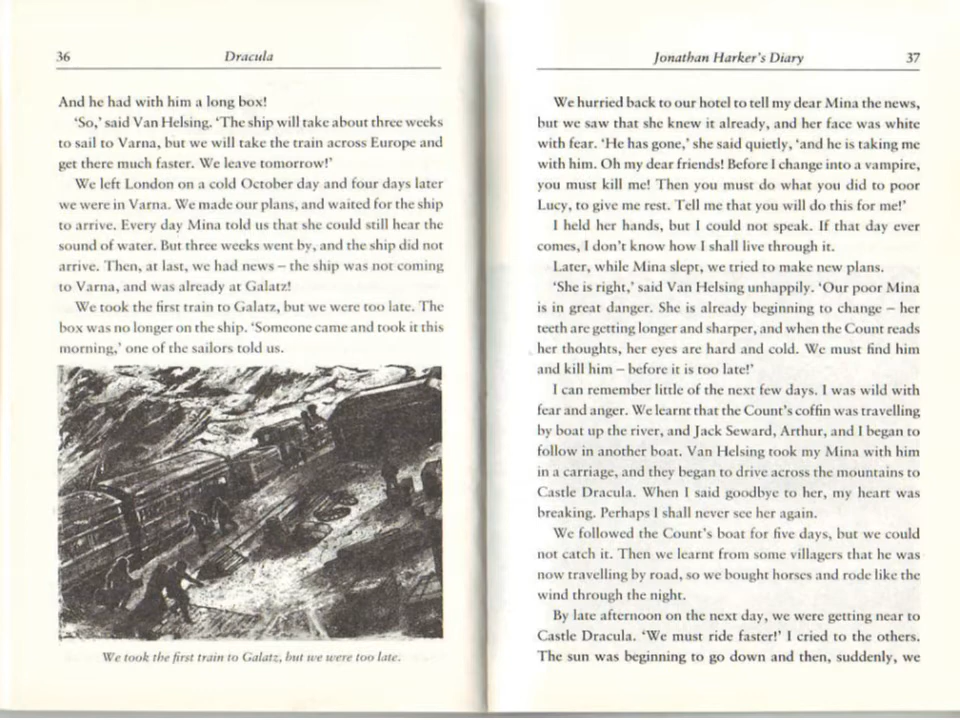 36
Dracula
And he had with him a long box!
'So,' said Van Helsing. 'The ship will take about three weeks
to sail to Varna, but we will take the train across Europe and
get there much faster. We leave tomorrow!'
We left London on a cold October day and four days later
we were in Varna. We made our plans, and waited for the ship
to arrive. Every day Mina told us that she could still hear the
sound of water. But three weeks went by, and the ship did not
arrive. Then, at last, we had news – the ship was not coming
to Varna, and was already at Galatz!
We took the first train to Galatz, but we were too late. The
box was no longer on the ship. 'Someone came and took it this
morning,' one of the sailors told us.
We took the first train to Galatz, but we were too late.
Jonathan Harker's Diary
37
We hurried back to our hotel to tell my dear Mina the news,
but we saw that she knew it already, and her face was white
with fear. 'He has gone,' she said quietly, 'and he is taking me
with him. Oh my dear friends! Before I change into a vampire,
you must kill me! Then you must do what you did to poor
Lucy, to give me rest. Tell me that you will do this for me!'
I held her hands, but I could not speak. If that day ever
comes, I don't know how I shall live through it.
Later, while Mina slept, we tried to make new plans.
'She is right,' said Van Helsing unhappily. 'Our poor Mina
is in great danger. She is already beginning to change – her
teeth are getting longer and sharper, and when the Count reads
her thoughts, her eyes are hard and cold. We must find him
and kill him – before it is too late!'
I can remember little of the next few days. I was wild with
fear and anger. We learnt that the Count's coffin was travelling
by boat up the river, and Jack Seward, Arthur, and I began to
follow in another boat. Van Helsing took my Mina with him
in a carriage, and they began to drive across the mountains to
Castle Dracula. When I said goodbye to her, my heart was
breaking. Perhaps I shall never see her again.
We followed the Count's boat for five days, but we could
not catch it. Then we learnt from some villagers that he was
now travelling by road, so we bought horses and rode like the
wind through the night.
By late afternoon on the next day, we were getting near to
Castle Dracula. 'We must ride faster!' I cried to the others.
The sun was beginning to go down and then, suddenly, we